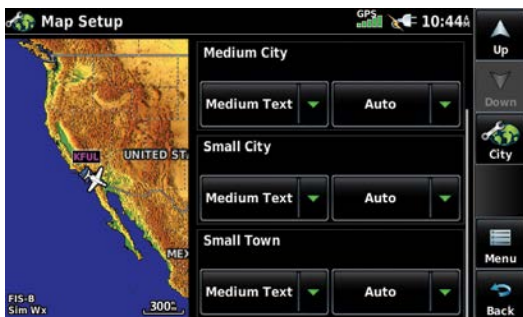 Map Setup
GPS
10:44
Up
Down
City
Medium City
Medium Text Auto
Small City
Medium Text Auto
Small Town
Medium Text Auto
KFUL
UNITED ST
MEX
FIS-B
Sim Wx
300
Menu
Back